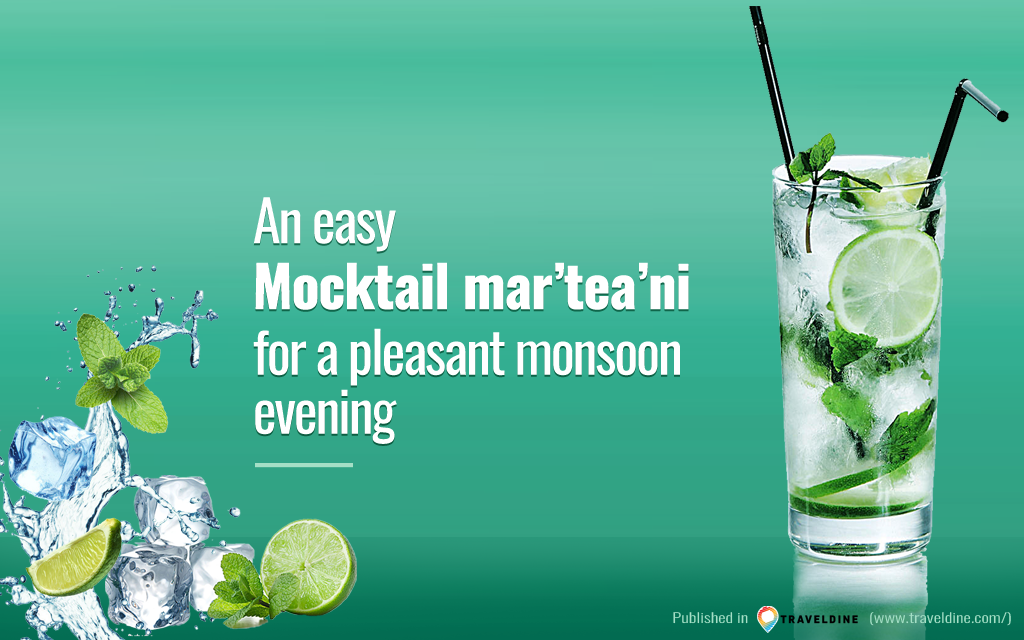 An easy
Mocktail mar’tea’ni
for a pleasant monsoon
evening
Published in TRAVELDINE (www.traveldine.com/)